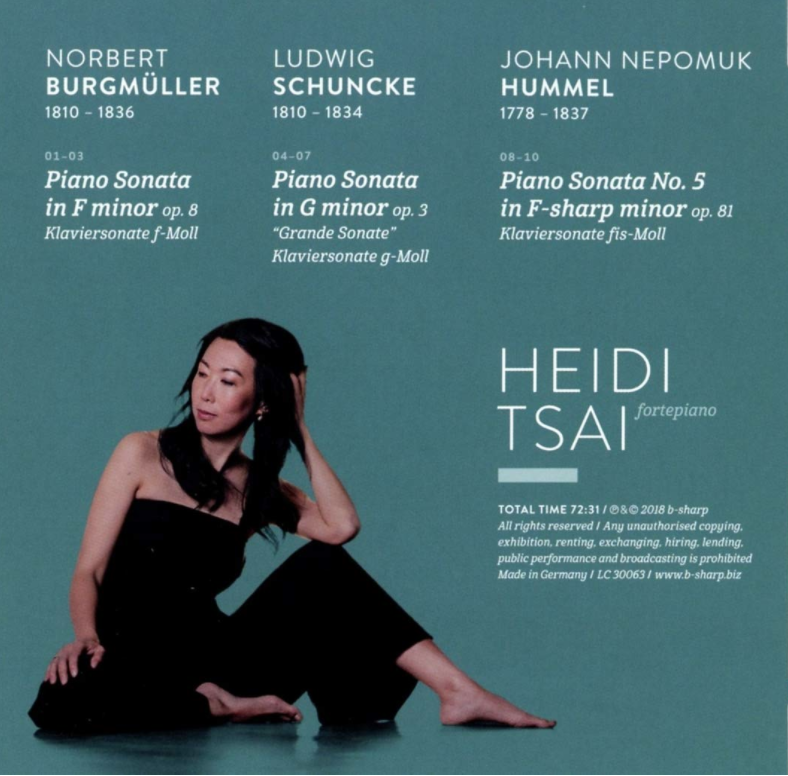 NORBERT
BURGMÜLLER
1810 – 1836
01–03
Piano Sonata
in F minor op. 8
Klaviersonate f-Moll
LUDWIG
SCHUNCKE
1810 – 1834
04–07
Piano Sonata
in G minor op. 3
“Grande Sonate”
Klaviersonate g-Moll
JOHANN NEPOMUK
HUMMEL
1778 – 1837
08–10
Piano Sonata No. 5
in F-sharp minor op. 81
Klaviersonate fis-Moll
HEIDI
TSAI fortepiano
TOTAL TIME 72:31 / ℗ & © 2018 b-sharp
All rights reserved / Any unauthorised copying,
exhibition, renting, exchanging, hiring, lending,
public performance and broadcasting is prohibited
Made in Germany / LC 30063 / www.b-sharp.biz